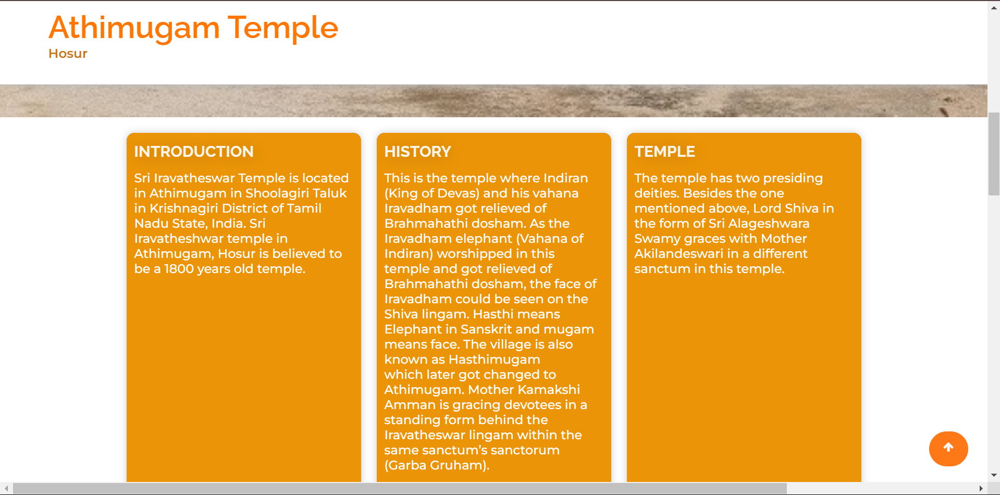 Athimugam Temple
Hosur
INTRODUCTION
Sri Iravatheswar Temple is located
in Athimugam in Shoolagiri Taluk
in Krishnagiri District of Tamil
Nadu State, India. Sri
Iravatheshwar temple in
Athimugam, Hosur is believed to
be a 1800 years old temple.
HISTORY
This is the temple where Indiran
(King of Devas) and his vahana
Iravadham got relieved of
Brahmahathi dosham. As the
Iravadham elephant (Vahana of
Indiran) worshipped in this
temple and got relieved of
Brahmahathi dosham, the face of
Iravadham could be seen on the
Shiva lingam. Hasthi means
Elephant in Sanskrit and mugam
means face. The village is also
known as Hasthimugam
which later got changed to
Athimugam. Mother Kamakshi
Amman is gracing devotees in a
standing form behind the
Iravatheswar lingam within the
same sanctum’s sanctorum
(Garba Gruham).
TEMPLE
The temple has two presiding
deities. Besides the one
mentioned above, Lord Shiva in
the form of Sri Alageshwara
Swamy graces with Mother
Akilandeswari in a different
sanctum in this temple.